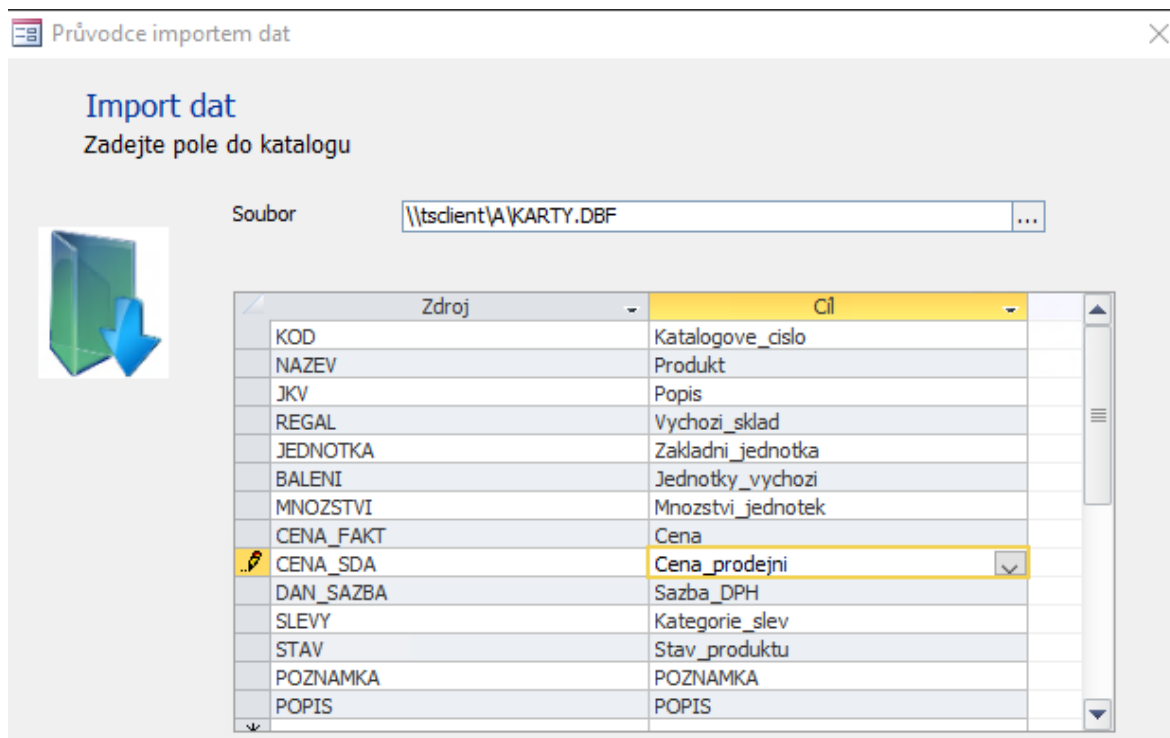 Průvodce importem dat
Import dat
Zadejte pole do katalogu
Soubor \\tsclient\A\KARTY.DBF ...
Zdroj Cíl
KOD Katalogove_cislo
NAZEV Produkt
JKV Popis
REGAL Vychozi_sklad
JEDNOTKA Zakladni_jednotka
BALENI Jednotky_vychozi
MNOZSTVI Mnozstvi_jednotek
CENA_FAKT Cena
CENA_SDA Cena_prodejni
DAN_SAZBA Sazba_DPH
SLEVY Kategorie_slev
STAV Stav_produktu
POZNAMKA POZNAMKA
POPIS POPIS